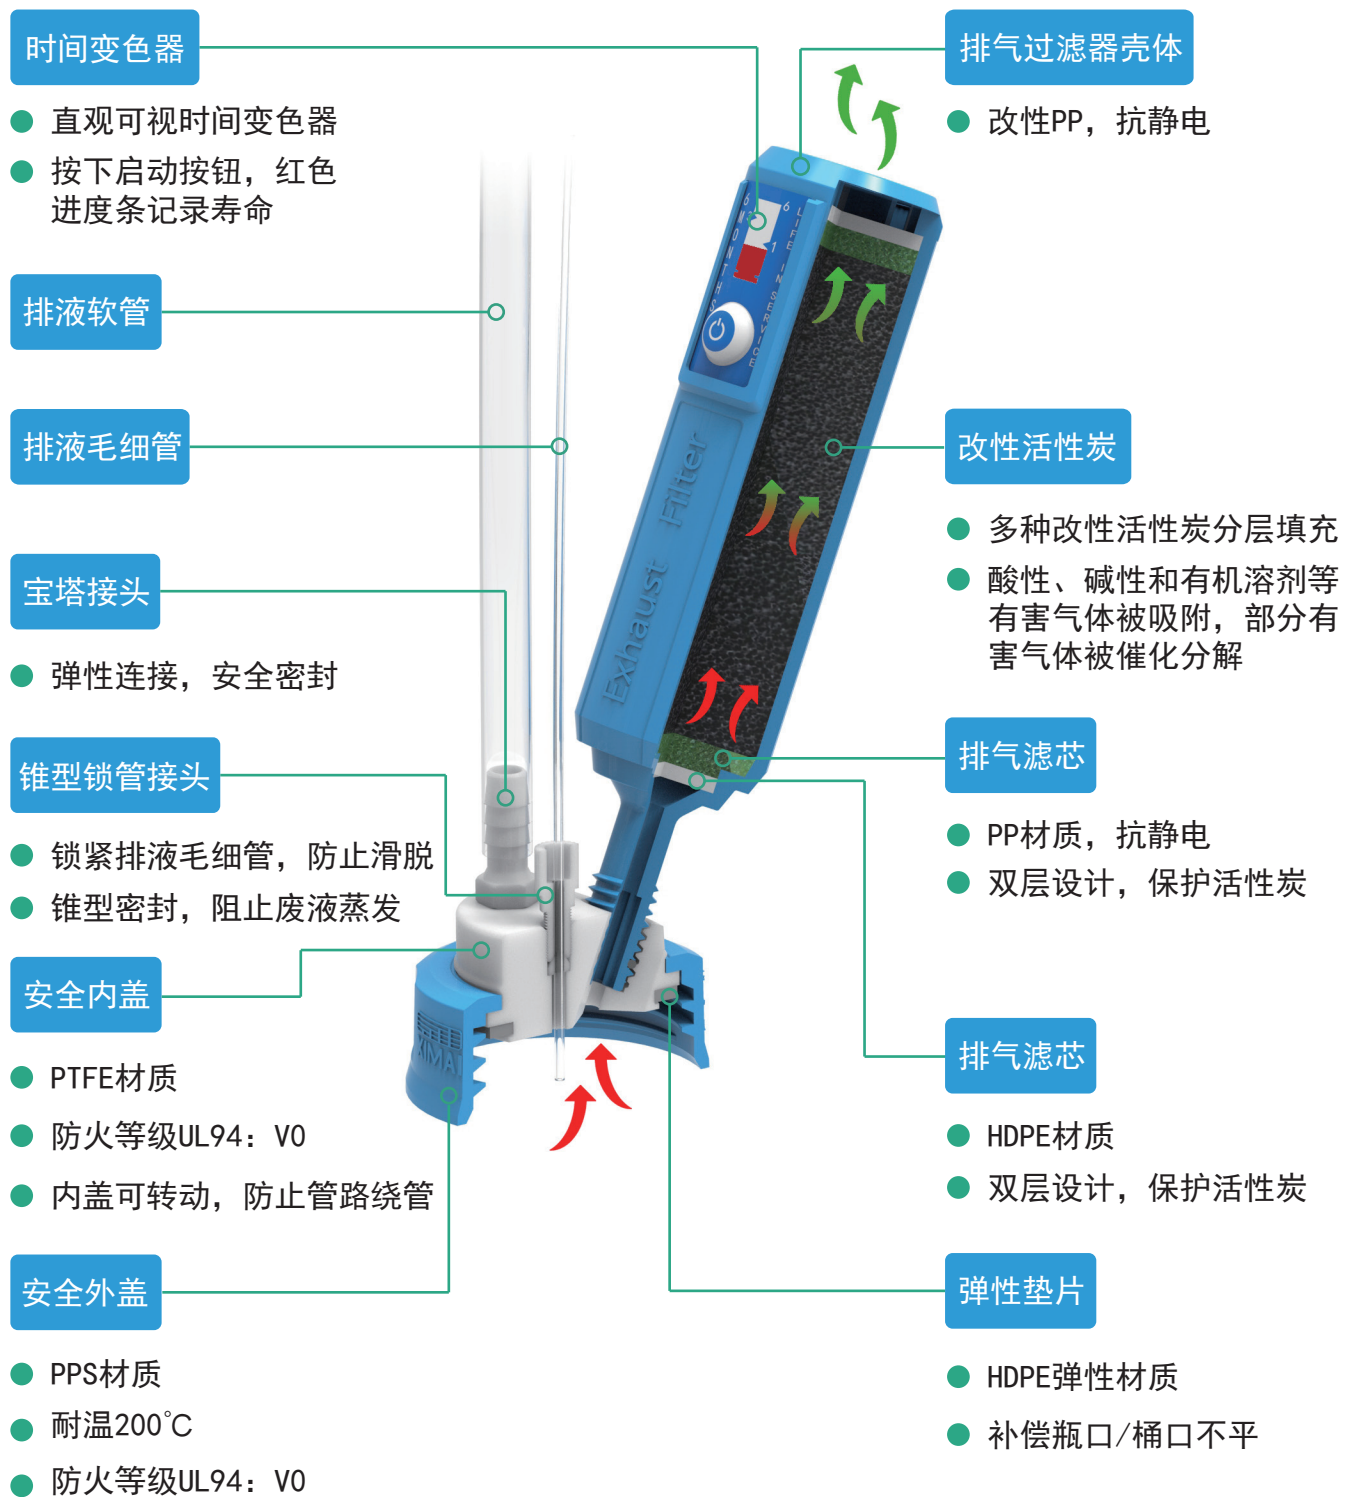 时间变色器
直观可视时间变色器
按下启动按钮，红色
进度条记录寿命
排液软管
排液毛细管
宝塔接头
弹性连接，安全密封
锥型锁管接头
锁紧排液毛细管，防止滑脱
锥型密封，阻止废液蒸发
安全内盖
PTFE材质
防火等级UL94：V0
内盖可转动，防止管路绕管
安全外盖
PPS材质
耐温200℃
防火等级UL94：V0
6 MONTHS
6
1
LIFE IN SERVICE
Exhaust Filter
XIMAI
排气过滤器壳体
改性PP，抗静电
改性活性炭
多种改性活性炭分层填充
酸性、碱性和有机溶剂等
有害气体被吸附，部分有
害气体被催化分解
排气滤芯
PP材质，抗静电
双层设计，保护活性炭
排气滤芯
HDPE材质
双层设计，保护活性炭
弹性垫片
HDPE弹性材质
补偿瓶口/桶口不平